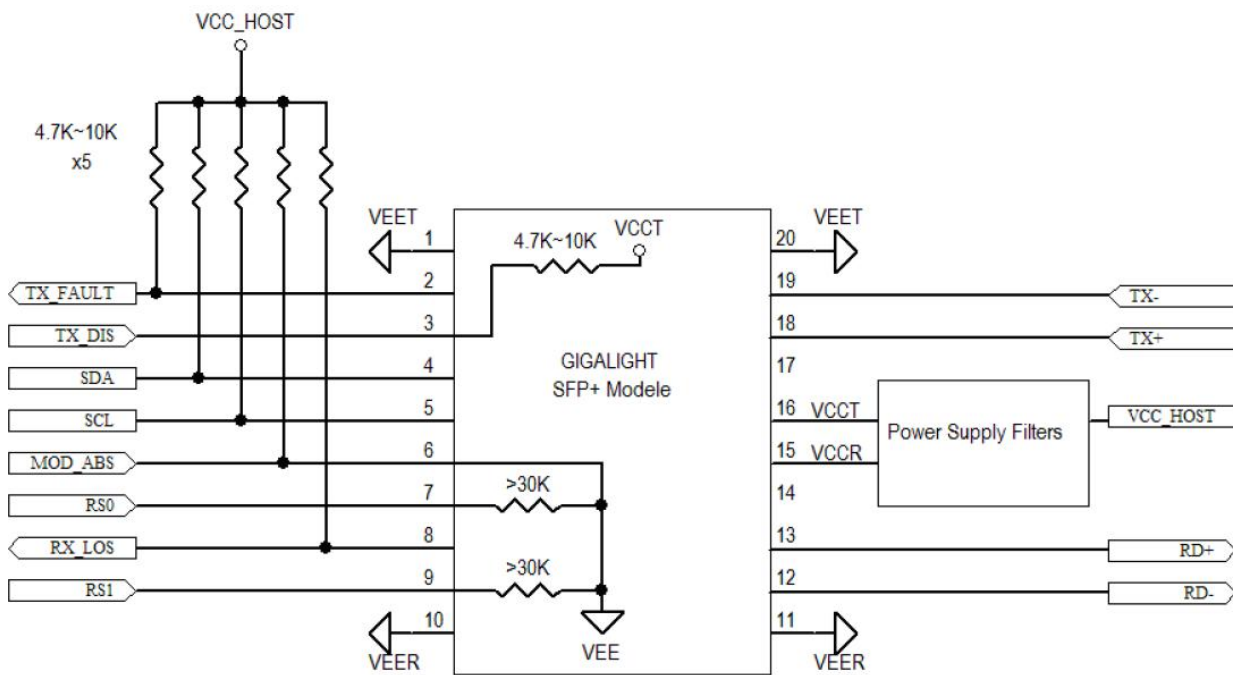 VCC_HOST
4.7K~10K
x5
VEET
1
4.7K~10K
VCCT
20
VEET
TX_FAULT
2
19
TX-
TX_DIS
3
18
TX+
SDA
4
GIGALIGHT
SFP+ Modele
17
SCL
5
16
VCCT
Power Supply Filters
VCC_HOST
MOD_ABS
6
15
VCCR
RS0
7
>30K
14
RX_LOS
8
13
RD+
RS1
9
>30K
12
RD-
10
VEER
VEE
11
VEER